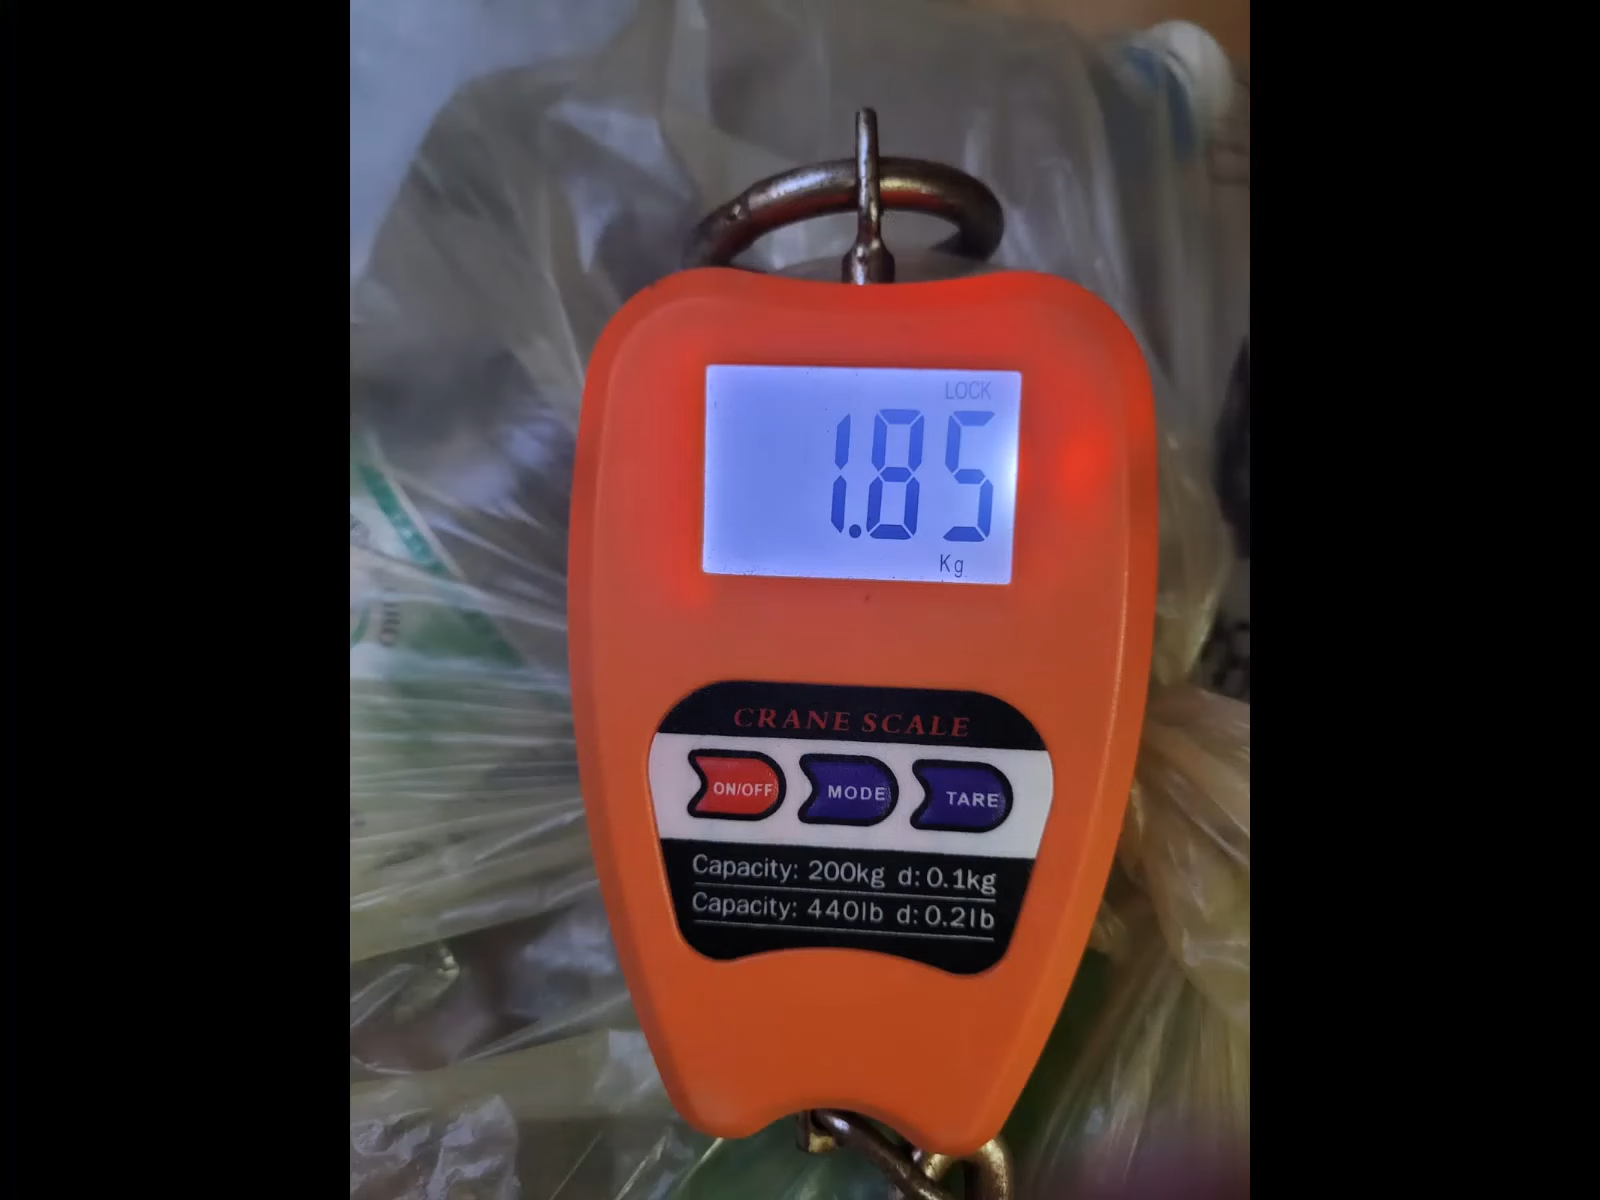 LOCK
1.85
Kg
CRANE SCALE
ON/OFF MODE TARE
Capacity: 200kg d: 0.1kg
Capacity: 440lb d: 0.2lb